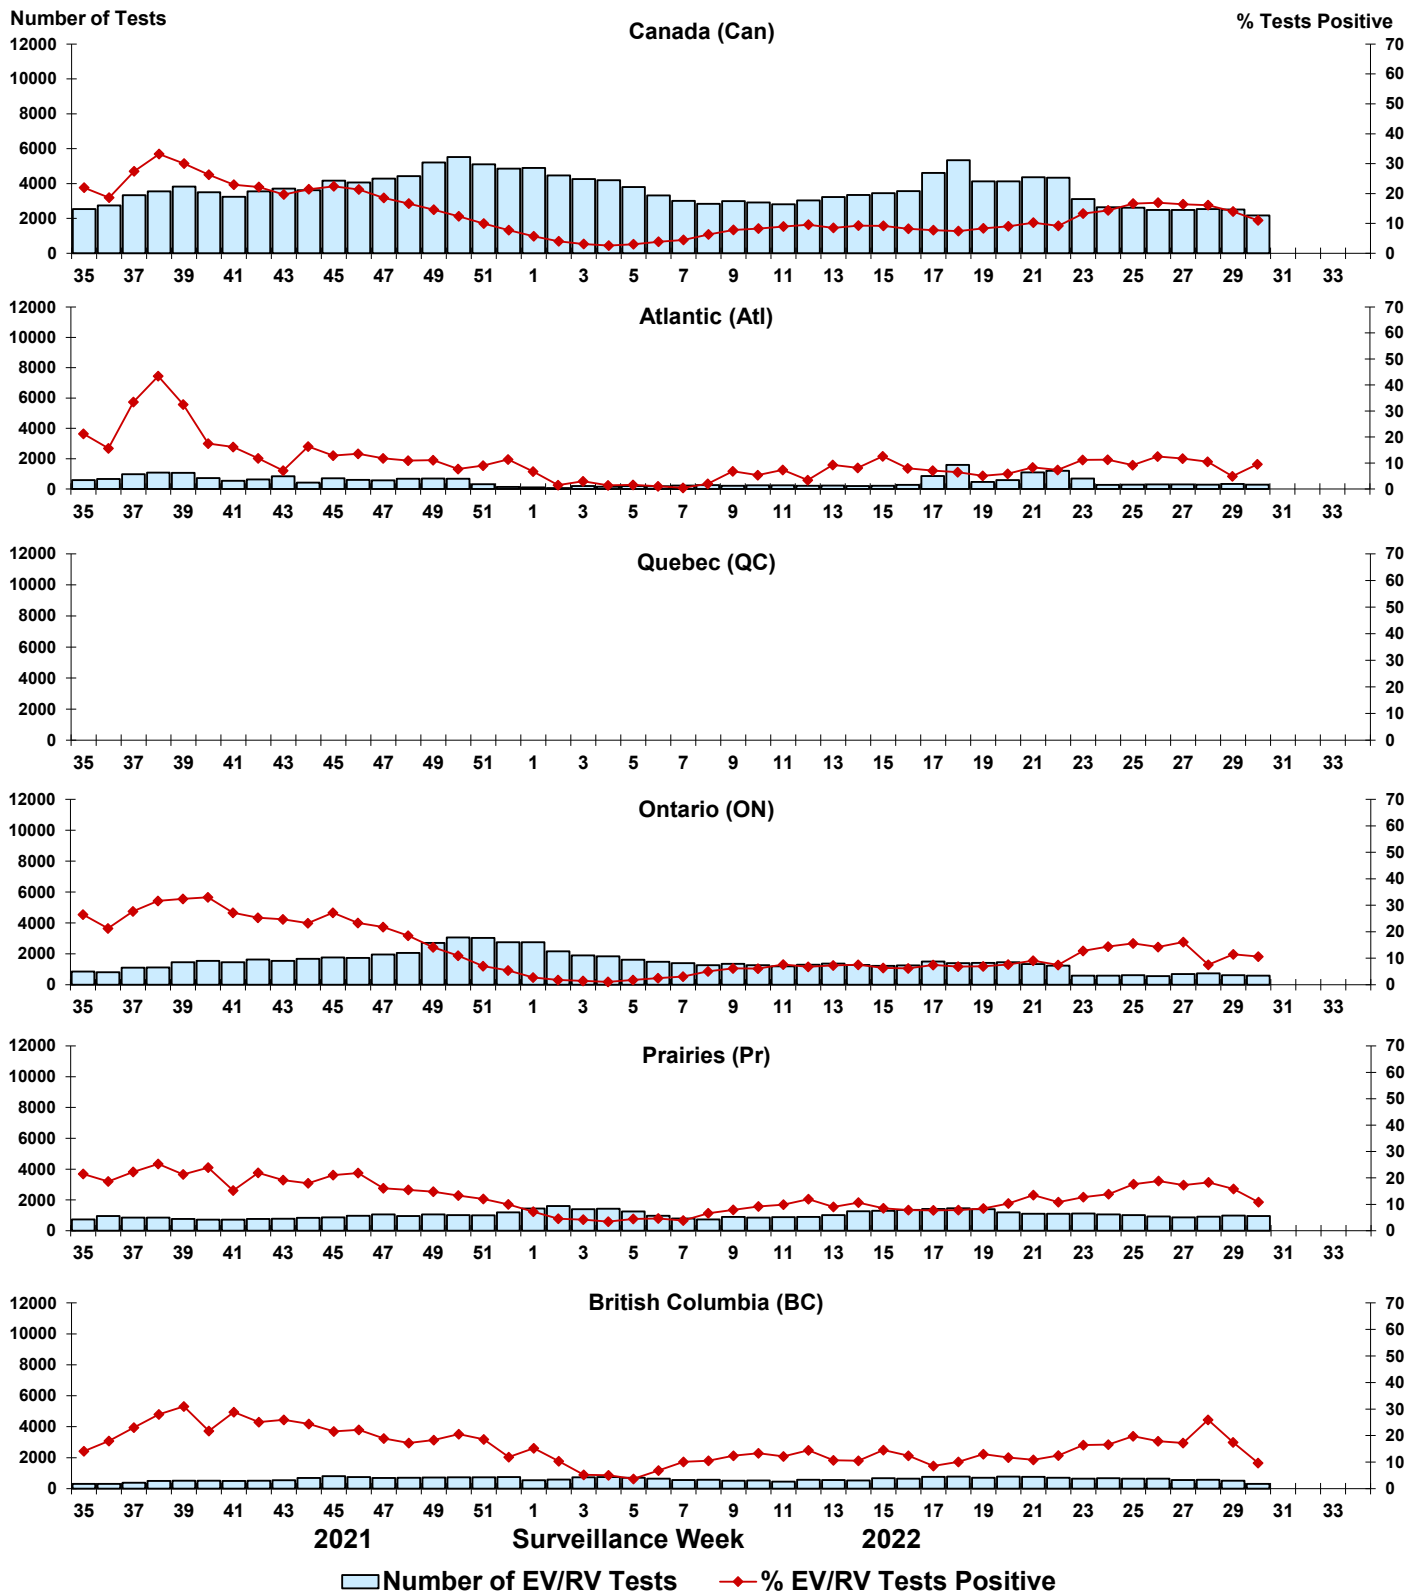 Number of Tests
% Tests Positive
Canada (Can)
12000 10000 8000 6000 4000 2000 0
70 60 50 40 30 20 10 0
35 37 39 41 43 45 47 49 51 1 3 5 7 9 11 13 15 17 19 21 23 25 27 29 31 33
Atlantic (Atl)
12000 10000 8000 6000 4000 2000 0
70 60 50 40 30 20 10 0
35 37 39 41 43 45 47 49 51 1 3 5 7 9 11 13 15 17 19 21 23 25 27 29 31 33
Quebec (QC)
12000 10000 8000 6000 4000 2000 0
70 60 50 40 30 20 10 0
35 37 39 41 43 45 47 49 51 1 3 5 7 9 11 13 15 17 19 21 23 25 27 29 31 33
Ontario (ON)
12000 10000 8000 6000 4000 2000 0
70 60 50 40 30 20 10 0
35 37 39 41 43 45 47 49 51 1 3 5 7 9 11 13 15 17 19 21 23 25 27 29 31 33
Prairies (Pr)
12000 10000 8000 6000 4000 2000 0
70 60 50 40 30 20 10 0
35 37 39 41 43 45 47 49 51 1 3 5 7 9 11 13 15 17 19 21 23 25 27 29 31 33
British Columbia (BC)
12000 10000 8000 6000 4000 2000 0
70 60 50 40 30 20 10 0
35 37 39 41 43 45 47 49 51 1 3 5 7 9 11 13 15 17 19 21 23 25 27 29 31 33
2021 Surveillance Week 2022
Number of EV/RV Tests % EV/RV Tests Positive